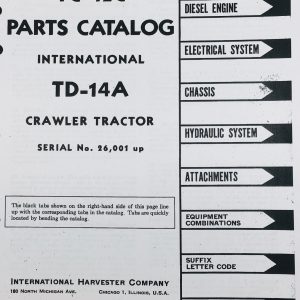 PARTS CATALOG
INTERNATIONAL
TD-14A
CRAWLER TRACTOR
SERIAL No. 26,001 up
The black tabs shown on the right-hand side of this page line
up with the corresponding tabs in the catalog. Tabs are quickly
located by bending the catalog.
INTERNATIONAL HARVESTER COMPANY
180 NORTH MICHIGAN AVE. CHICAGO 1, ILLINOIS, U.S.A.
DIESEL ENGINE
ELECTRICAL SYSTEM
CHASSIS
HYDRAULIC SYSTEM
ATTACHMENTS
EQUIPMENT
COMBINATIONS
SUFFIX
LETTER CODE